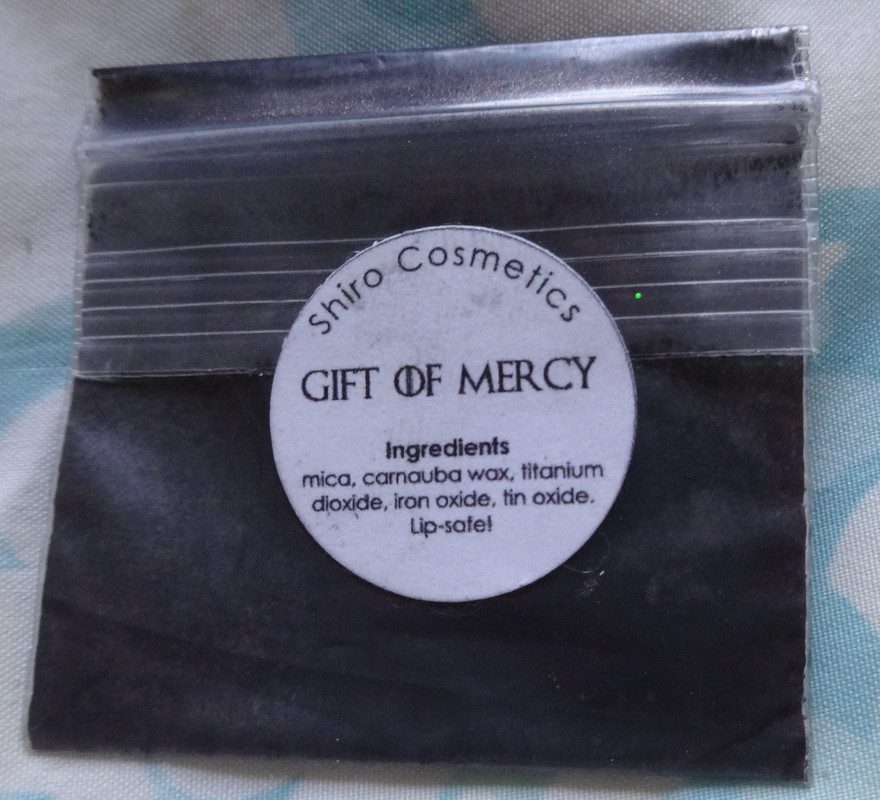 Shiro Cosmetics
GIFT OF MERCY
Ingredients
mica, carnauba wax, titanium
dioxide, iron oxide, tin oxide.
Lip-safe!